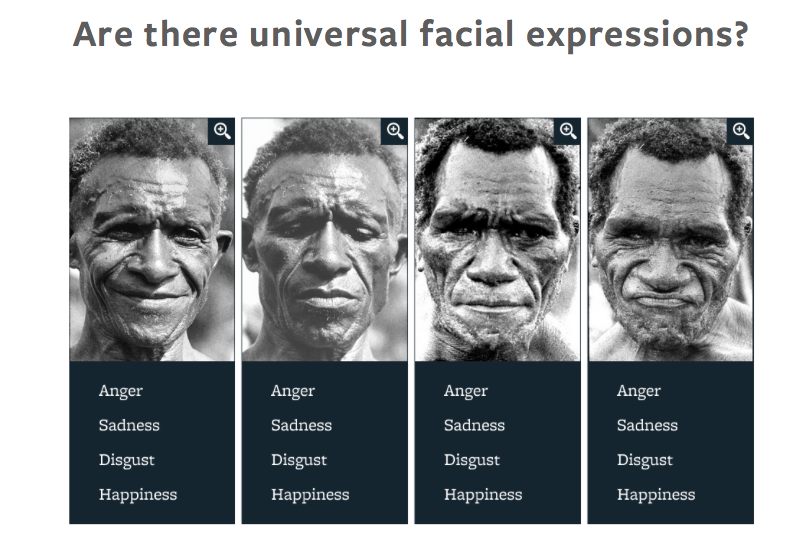 Are there universal facial expressions?
Anger
Sadness
Disgust
Happiness
Anger
Sadness
Disgust
Happiness
Anger
Sadness
Disgust
Happiness
Anger
Sadness
Disgust
Happiness